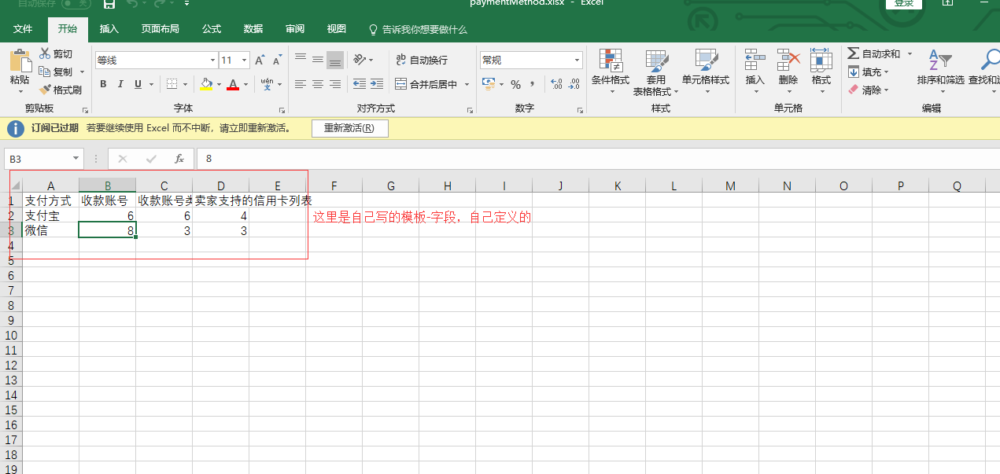 自动保存 关
paymentMethod.xlsx - Excel
登录
文件 开始 插入 页面布局 公式 数据 审阅 视图 告诉我你想要做什么
粘贴 剪切 复制 格式刷
剪贴板
等线 11 A A
B I U A wén 文
字体
ab 自动换行
合并后居中
对齐方式
常规
% , .00 .00
数字
条件格式 套用 表格格式 单元格样式
样式
插入 删除 格式
单元格
自动求和 填充 清除 排序和筛选 查找和
编辑
订阅已过期 若要继续使用 Excel 而不中断，请立即重新激活。 重新激活(R)
B3 fx 8
A B C D E F G H I J K L M N O P Q
1 支付方式 收款账号 收款账号 卖家支持的信用卡列表
2 支付宝 6 6 4 这里是自己写的模板-字段，自己定义的
3 微信 8 3 3
4
5
6
7
8
9
10
11
12
13
14
15
16
17
18
19